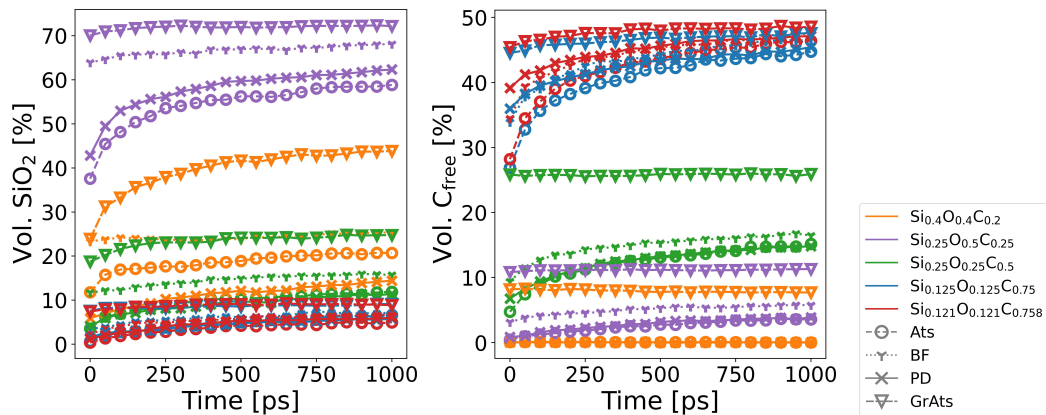 Vol. SiO₂ [%]
70
60
50
40
30
20
10
0
0 250 500 750 1000
Time [ps]
Vol. C_free [%]
50
40
30
20
10
0
0 250 500 750 1000
Time [ps]
Si₀.₄O₀.₄C₀.₂
Si₀.₂₅O₀.₅C₀.₂₅
Si₀.₂₅O₀.₂₅C₀.₅
Si₀.₁₂₅O₀.₁₂₅C₀.₇₅
Si₀.₁₂₁O₀.₁₂₁C₀.₇₅₈
Ats
BF
PD
GrAts